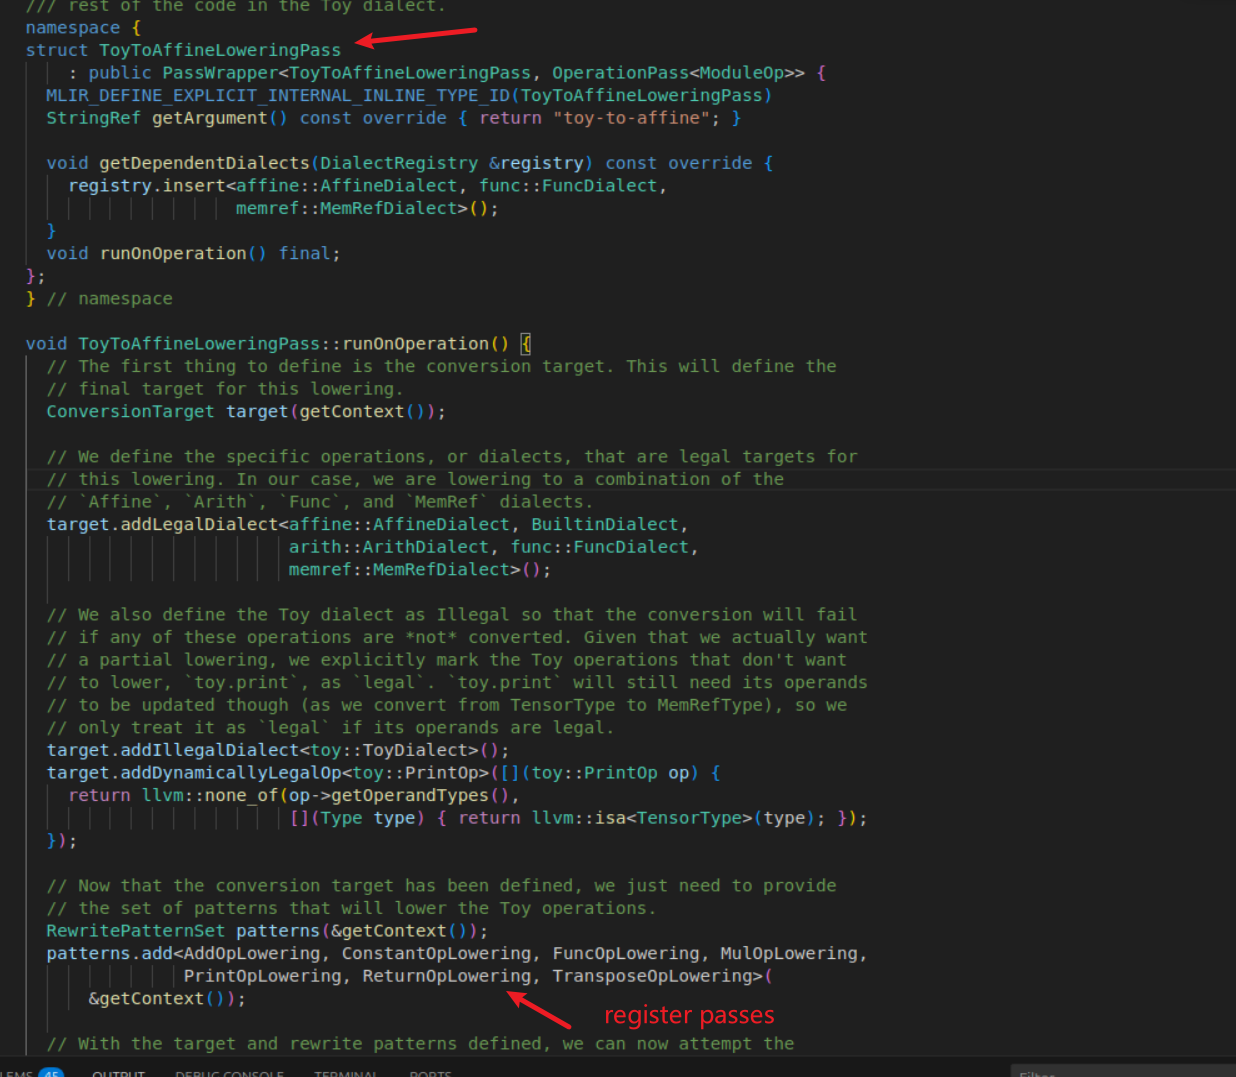 /// rest of the code in the Toy dialect.
namespace {
struct ToyToAffineLoweringPass
: public PassWrapper<ToyToAffineLoweringPass, OperationPass<ModuleOp>> {
MLIR_DEFINE_EXPLICIT_INTERNAL_INLINE_TYPE_ID(ToyToAffineLoweringPass)
StringRef getArgument() const override { return "toy-to-affine"; }
void getDependentDialects(DialectRegistry &registry) const override {
registry.insert<affine::AffineDialect, func::FuncDialect,
memref::MemRefDialect>();
}
void runOnOperation() final;
};
} // namespace
void ToyToAffineLoweringPass::runOnOperation() {
// The first thing to define is the conversion target. This will define the
// final target for this lowering.
ConversionTarget target(getContext());
// We define the specific operations, or dialects, that are legal targets for
// this lowering. In our case, we are lowering to a combination of the
// `Affine`, `Arith`, `Func`, and `MemRef` dialects.
target.addLegalDialect<affine::AffineDialect, BuiltinDialect,
arith::ArithDialect, func::FuncDialect,
memref::MemRefDialect>();
// We also define the Toy dialect as Illegal so that the conversion will fail
// if any of these operations are *not* converted. Given that we actually want
// a partial lowering, we explicitly mark the Toy operations that don't want
// to lower, `toy.print`, as `legal`. `toy.print` will still need its operands
// to be updated though (as we convert from TensorType to MemRefType), so we
// only treat it as `legal` if its operands are legal.
target.addIllegalDialect<toy::ToyDialect>();
target.addDynamicallyLegalOp<toy::PrintOp>([](toy::PrintOp op) {
return llvm::none_of(op->getOperandTypes(),
[](Type type) { return llvm::isa<TensorType>(type); });
});
// Now that the conversion target has been defined, we just need to provide
// the set of patterns that will lower the Toy operations.
RewritePatternSet patterns(&getContext());
patterns.add<AddOpLowering, ConstantOpLowering, FuncOpLowering, MulOpLowering,
PrintOpLowering, ReturnOpLowering, TransposeOpLowering>(
&getContext());
register passes
// With the target and rewrite patterns defined, we can now attempt the
LEMS 45 OUTPUT DEBUG CONSOLE TERMINAL PORTS Filter